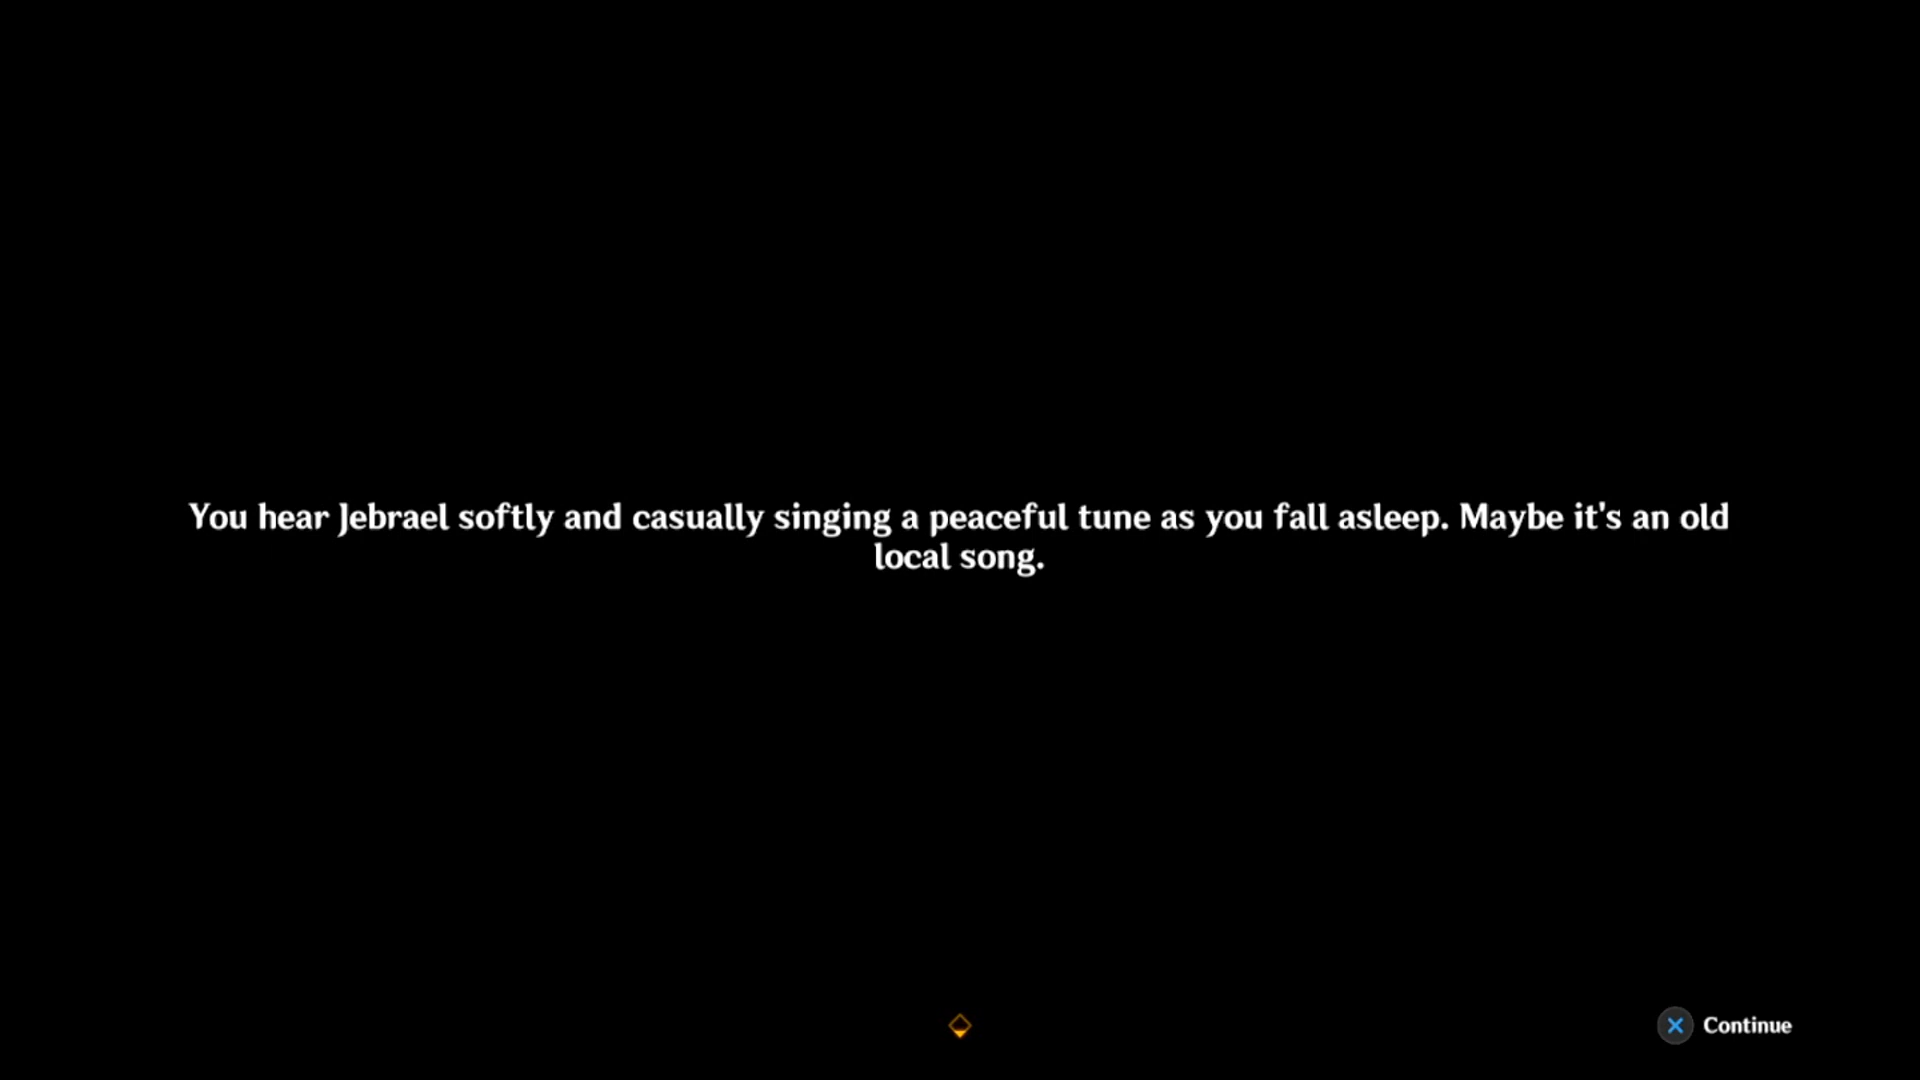 You hear Jebrael softly and casually singing a peaceful tune as you fall asleep. Maybe it's an old
local song.
Continue